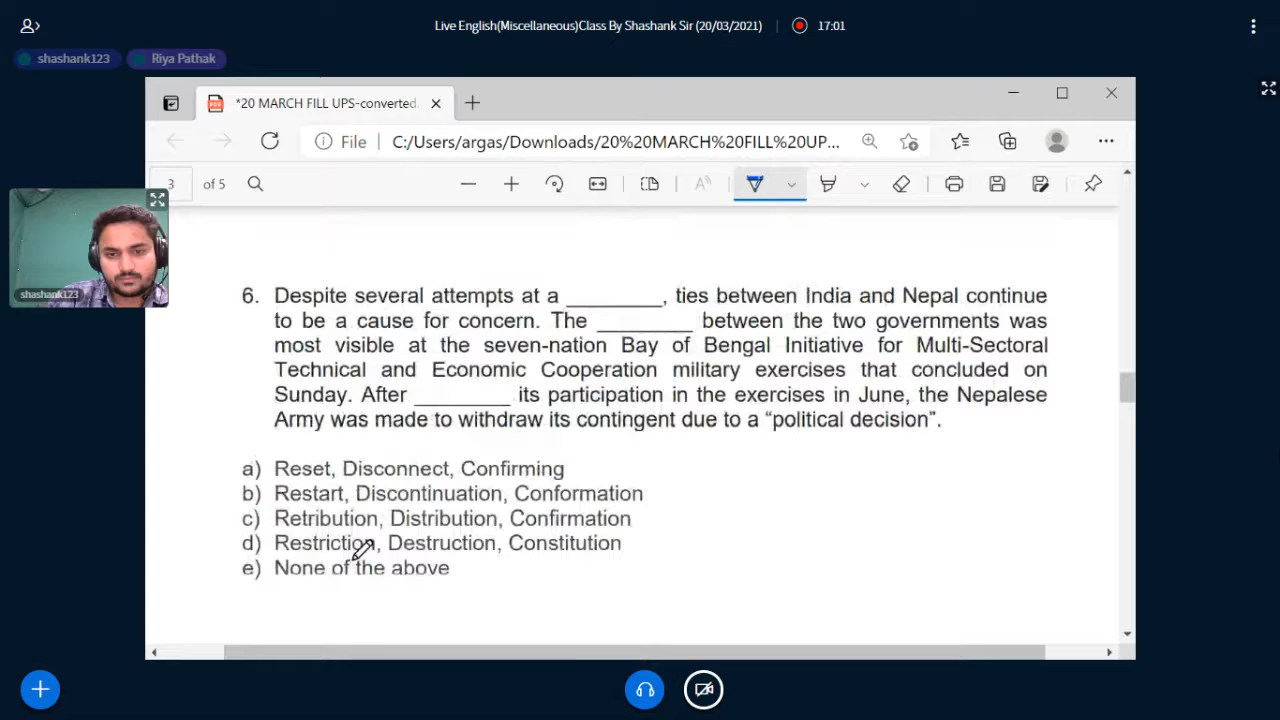 Live English(Miscellaneous)Class By Shashank Sir (20/03/2021)
17:01
shashank123
Riya Pathak
*20 MARCH FILL UPS-converted.
File
C:/Users/argas/Downloads/20%20MARCH%20FILL%20UP...
3
of 5
shashank123
6. Despite several attempts at a ________, ties between India and Nepal continue
to be a cause for concern. The ________ between the two governments was
most visible at the seven-nation Bay of Bengal Initiative for Multi-Sectoral
Technical and Economic Cooperation military exercises that concluded on
Sunday. After ________ its participation in the exercises in June, the Nepalese
Army was made to withdraw its contingent due to a “political decision”.
a) Reset, Disconnect, Confirming
b) Restart, Discontinuation, Conformation
c) Retribution, Distribution, Confirmation
d) Restriction, Destruction, Constitution
e) None of the above